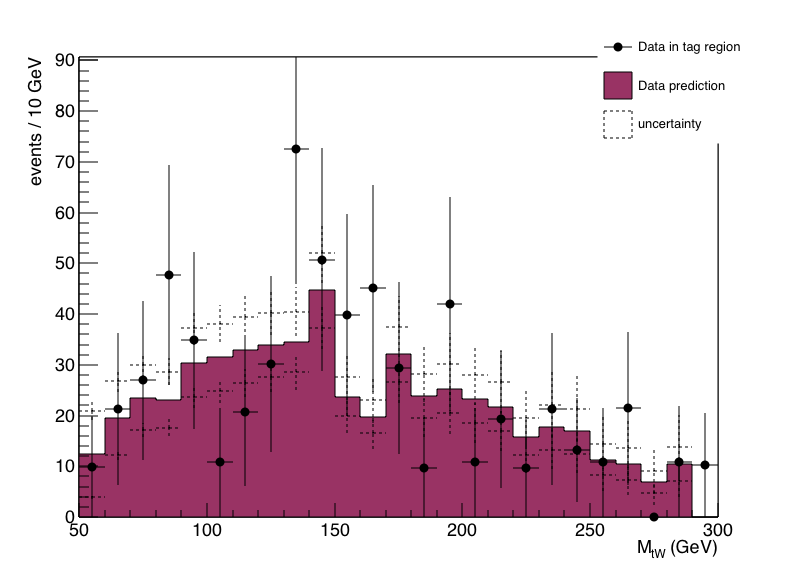 Data in tag region
Data prediction
uncertainty
events / 10 GeV
90
80
70
60
50
40
30
20
10
0
50 100 150 200 250 300
MtW (GeV)